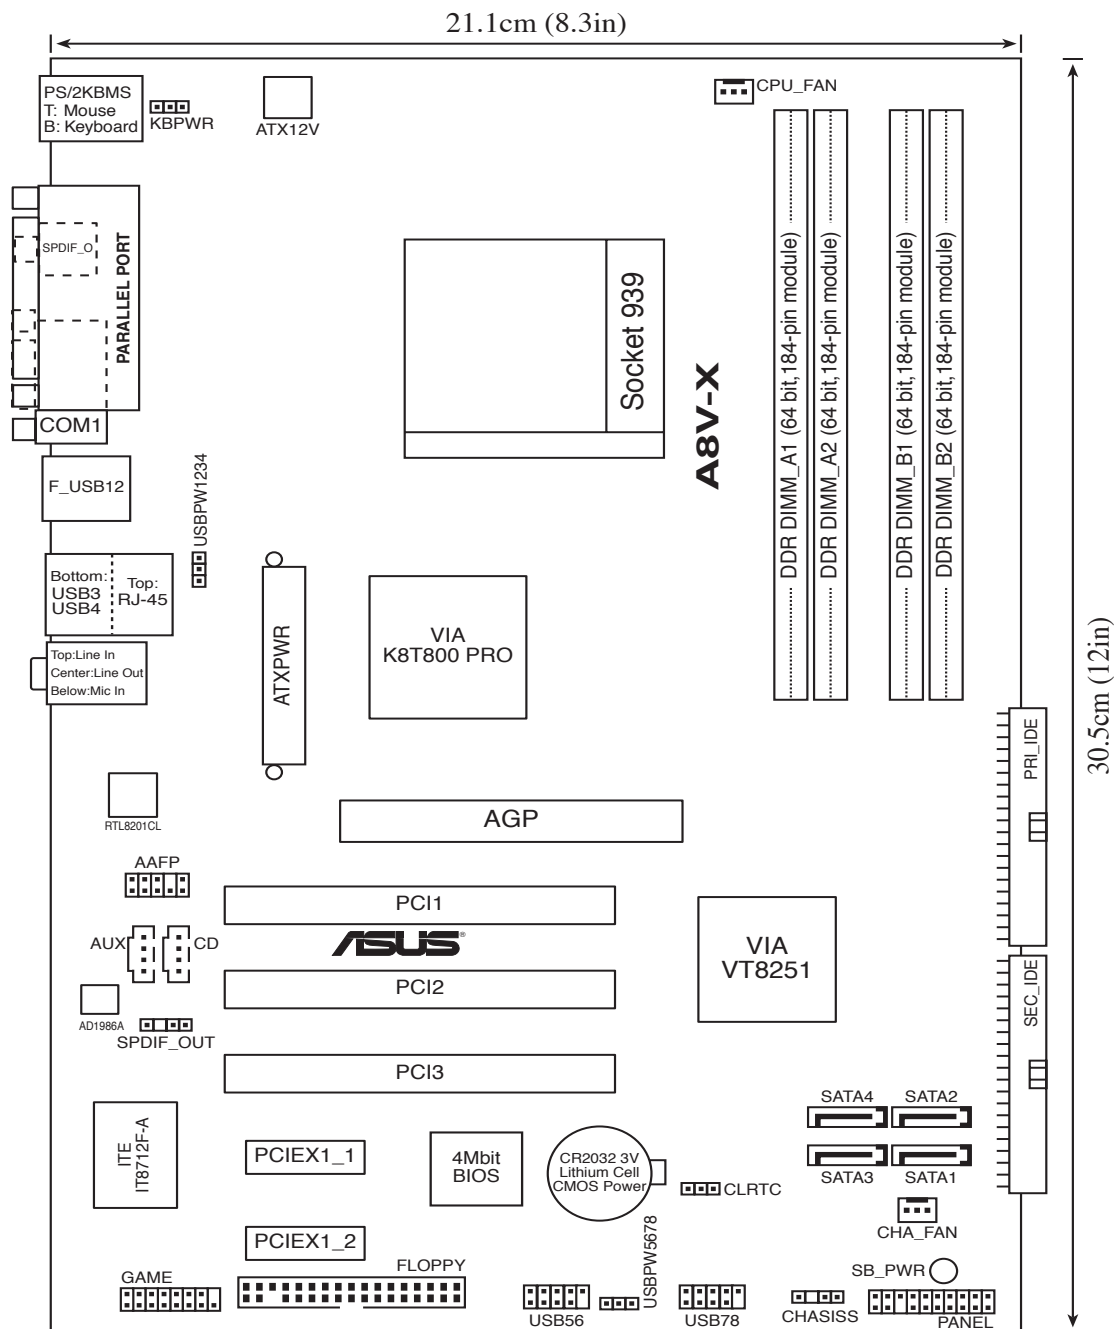 21.1cm (8.3in)
PS/2KBMS
T: Mouse
B: Keyboard
KBPWR
ATX12V
CPU_FAN
SPDIF_O
PARALLEL PORT
COM1
Socket 939
A8V-X
DDR DIMM_A1 (64 bit,184-pin module)
DDR DIMM_A2 (64 bit,184-pin module)
DDR DIMM_B1 (64 bit,184-pin module)
DDR DIMM_B2 (64 bit,184-pin module)
F_USB12
USBPW1234
Bottom:
USB3
USB4
Top:
RJ-45
Top:Line In
Center:Line Out
Below:Mic In
ATXPWR
VIA
K8T800 PRO
30.5cm (12in)
PRI_IDE
RTL8201CL
AGP
AAFP
PCI1
AUX
CD
ASUS®
VIA
VT8251
PCI2
SEC_IDE
AD1986A
SPDIF_OUT
PCI3
SATA4
SATA2
ITE
IT8712F-A
PCIEX1_1
4Mbit
BIOS
CR2032 3V
Lithium Cell
CMOS Power
SATA3
SATA1
CLRTC
CHA_FAN
PCIEX1_2
USBPW5678
FLOPPY
GAME
SB_PWR
USB56
USB78
CHASISS
PANEL